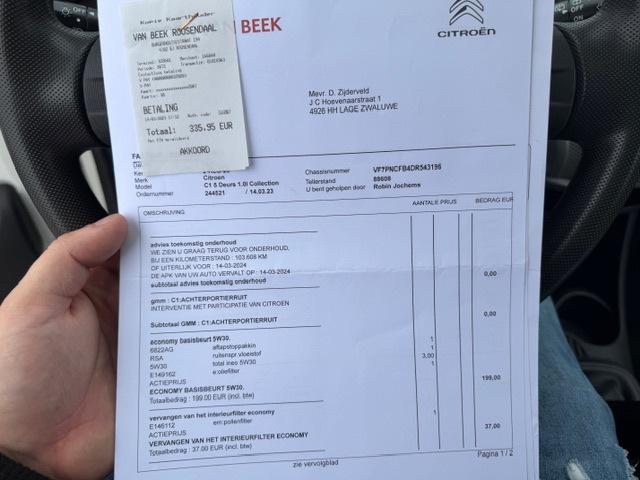 Kopie Kaarthouder
VAN BEEK ROOSENDAAL
4702 BJ ROOSENDAAL
BEEK
CITROËN
Mevr. D. Zijderveld
J C Hoevenaarstraat 1
4926 HH LAGE ZWALUWE
BETALING
Totaal: 335.95 EUR
AKKOORD
Merk Citroen
Model C1 5 Deurs 1.0i Collection
Ordernummer 244521 / 14.03.23
Chassisnummer VF7PNCFB4DR543196
Tellerstand 88608
U bent geholpen door Robin Jochems
OMSCHRIJVING AANTAL PRIJS BEDRAG EUR
advies toekomstig onderhoud
WE ZIEN U GRAAG TERUG VOOR ONDERHOUD,
BIJ EEN KILOMETERSTAND : 103.608 KM
OF UITERLIJK VOOR : 14-03-2024
DE APK VAN UW AUTO VERVALT OP : 14-03-2024
subtotaal advies toekomstig onderhoud 0,00
gmm : C1:ACHTERPORTIERRUIT
INTERVENTIE MET PARTICIPATIE VAN CITROEN
Subtotaal GMM : C1:ACHTERPORTIERRUIT 0,00
economy basisbeurt 5W30.
6822AG aftapstoppakkin 1
RSA ruitenspr.vloeistof 1
5W30 total ineo 5W30 3,00
E149162 e:oliefilter 1
ACTIEPRIJS 199,00
ECONOMY BASISBEURT 5W30.
Totaalbedrag : 199.00 EUR (incl. btw)
vervangen van het interieurfilter economy
E146112 em:pollenfilter 1
ACTIEPRIJS 37,00
VERVANGEN VAN HET INTERIEURFILTER ECONOMY
Totaalbedrag : 37.00 EUR (incl. btw)
Pagina 1 / 2
zie vervolgblad